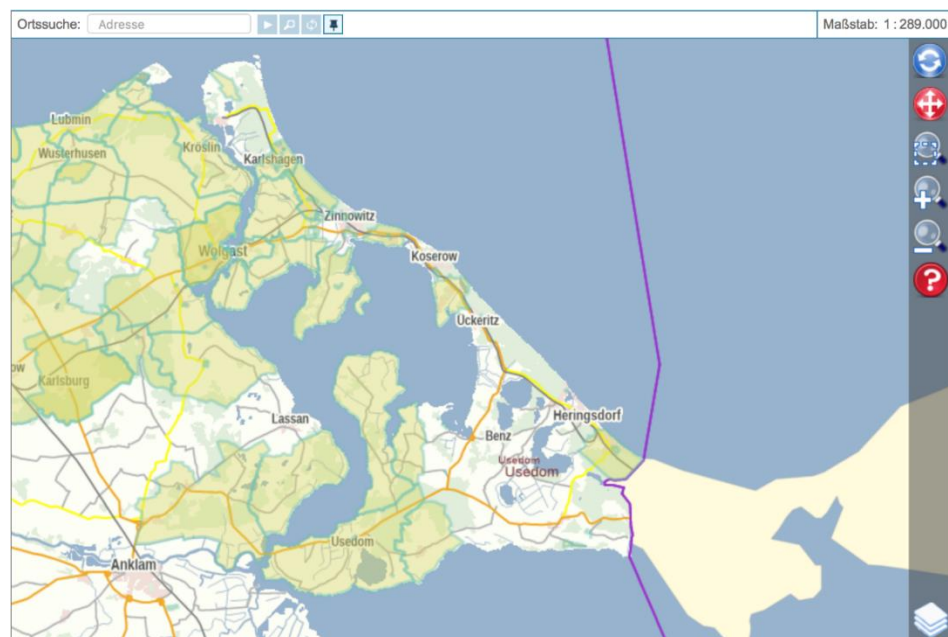 Ortssuche:
Adresse
Maßstab: 1 : 289.000
Lubmin
Wusterhusen
Kröslin
Karlshagen
Zinnowitz
Wolgast
Koserow
Ückeritz
ow
Karlsburg
Heringsdorf
Lassan
Benz
Usedom
Usedom
Usedom
Anklam